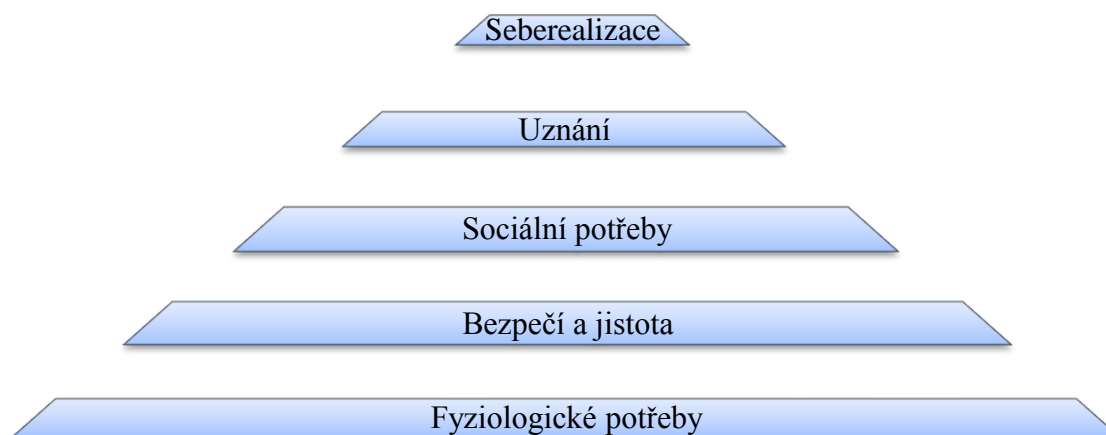 Seberealizace
Uznání
Sociální potřeby
Bezpečí a jistota
Fyziologické potřeby